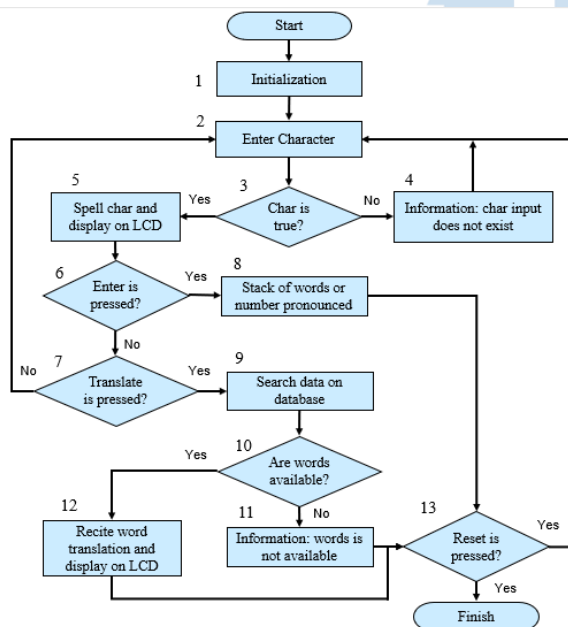 Start
1
Initialization
2
Enter Character
3
Char is
true?
Yes
No
4
Information: char input
does not exist
5
Spell char and
display on LCD
6
Enter is
pressed?
Yes
No
8
Stack of words or
number pronounced
7
Translate
is pressed?
No
Yes
9
Search data on
database
10
Are words
available?
Yes
No
11
Information: words is
not available
12
Recite word
translation and
display on LCD
13
Reset is
pressed?
Yes
Yes
Finish